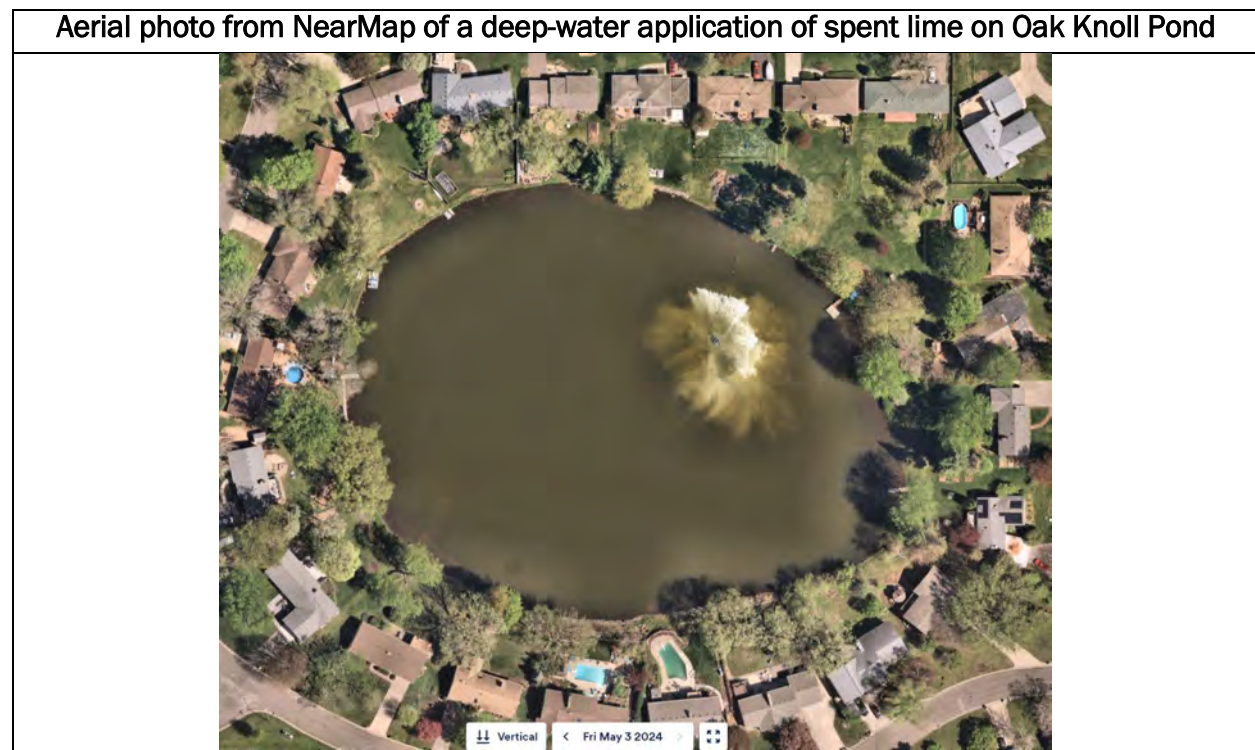 Aerial photo from NearMap of a deep-water application of spent lime on Oak Knoll Pond
Vertical < Fri May 3 2024 >